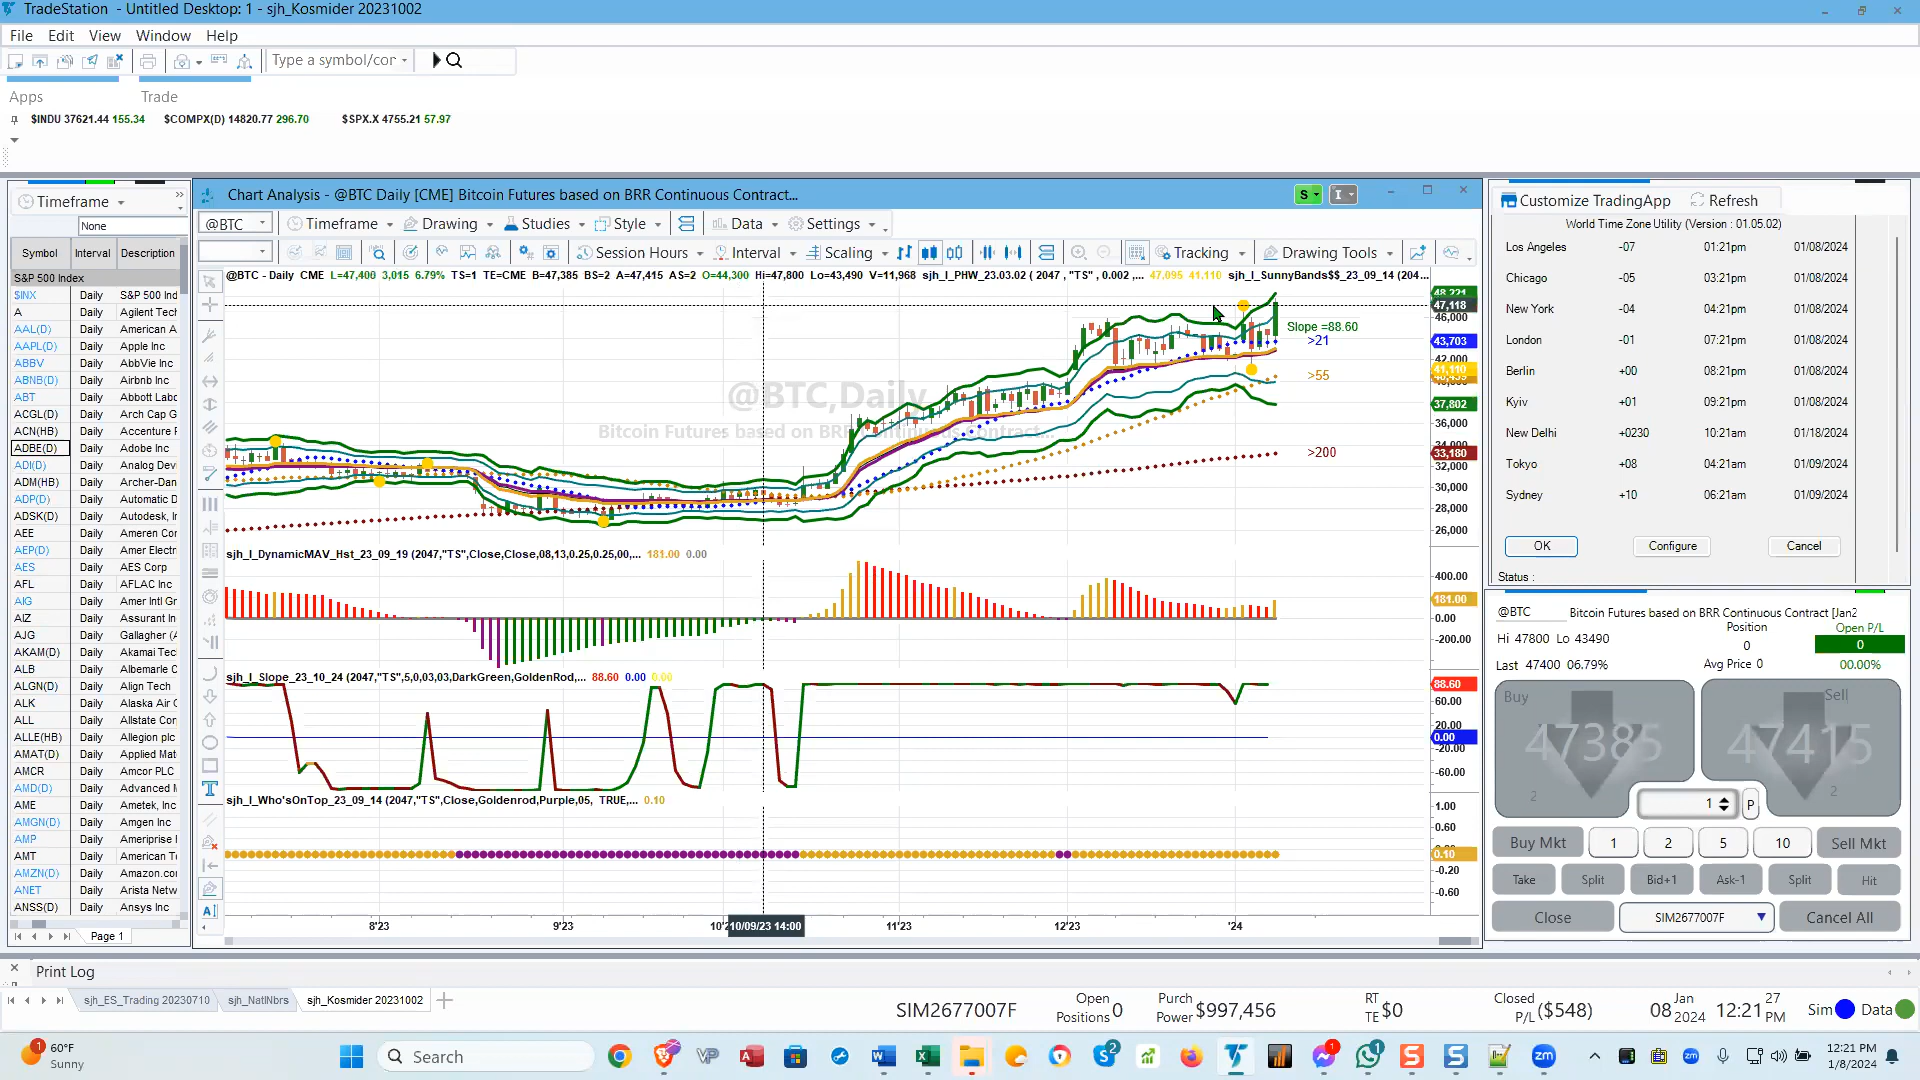 TradeStation - Untitled Desktop: 1 - sjh_Kosmider 20231002
File Edit View Window Help
Type a symbol/cor
Apps Trade
$INDU 37621.44 155.34 $COMPX(D) 14820.77 296.70 $SPX.X 4755.21 57.97
Timeframe
None
Symbol Interval Description
S&P 500 Index
$INX Daily S&P 500 Ind
A Daily Agilent Tech
AAL(D) Daily American A
AAPL(D) Daily Apple Inc
ABBV Daily AbbVie Inc
ABNB(D) Daily Airbnb Inc
ABT Daily Abbott Labo
ACGL(D) Daily Arch Cap G
ACN(HB) Daily Accenture F
ADBE(D) Daily Adobe Inc
ADI(D) Daily Analog Devi
ADM(HB) Daily Archer-Dan
ADP(D) Daily Automatic D
ADSK(D) Daily Autodesk, Ir
AEE Daily Ameren Cor
AEP(D) Daily Amer Electri
AES Daily AES Corp
AFL Daily AFLAC Inc
AIG Daily Amer Intl Gr
AIZ Daily Assurant In
AJG Daily Gallagher (A
AKAM(D) Daily Akamai Tec
ALB Daily Albemarle C
ALGN(D) Daily Align Tech
ALK Daily Alaska Air G
ALL Daily Allstate Cor
ALLE(HB) Daily Allegion plc
AMAT(D) Daily Applied Mat
AMCR Daily Amcor PLC
AMD(D) Daily Advanced M
AME Daily Ametek, Inc
AMGN(D) Daily Amgen Inc
AMP Daily Ameriprise F
AMT Daily American T
AMZN(D) Daily Amazon.cor
ANET Daily Arista Netw
ANSS(D) Daily Ansys Inc
Page 1
Chart Analysis - @BTC Daily [CME] Bitcoin Futures based on BRR Continuous Contract...
S I
@BTC Timeframe Drawing Studies Style Data Settings
Session Hours Interval Scaling Tracking Drawing Tools
@BTC - Daily CME L=47,400 3,015 6.79% TS=1 TE=CME B=47,385 BS=2 A=47,415 AS=2 O=44,300 Hi=47,800 Lo=43,490 V=11,968 sjh_I_PHW_23.03.02 ( 2047 , "TS" , 0.002 ,... 47,095 41.110 sjh_I_SunnyBands$$_23_09_14 (204...
@BTC,Daily
Bitcoin Futures based on BRR Continuous Contract...
Slope =88.60
>21
>55
>200
48,221
47,118
46,000
43,703
42,000
41,110
37,802
36,000
34,000
33,180
32,000
30,000
28,000
26,000
sjh_I_DynamicMAV_Hst_23_09_19 (2047,"TS",Close,Close,08,13,0.25,0.25,00,... 181.00 0.00
400.00
181.00
0.00
-200.00
sjh_I_Slope_23_10_24 (2047,"TS",5,0,03,03,DarkGreen,GoldenRod,... 88.60 0.00 0.00
88.60
60.00
20.00
0.00
-20.00
-60.00
sjh_I_Who'sOnTop_23_09_14 (2047,"TS",Close,Goldenrod,Purple,05, TRUE,... 0.10
1.00
0.60
0.10
-0.20
-0.60
8'23 9'23 10'2 10/09/23 14:00 11'23 12'23 '24
Customize TradingApp Refresh
World Time Zone Utility (Version : 01.05.02)
Los Angeles -07 01:21pm 01/08/2024
Chicago -05 03:21pm 01/08/2024
New York -04 04:21pm 01/08/2024
London -01 07:21pm 01/08/2024
Berlin +00 08:21pm 01/08/2024
Kyiv +01 09:21pm 01/08/2024
New Delhi +0230 10:21am 01/18/2024
Tokyo +08 04:21am 01/09/2024
Sydney +10 06:21am 01/09/2024
OK Configure Cancel
Status :
@BTC Bitcoin Futures based on BRR Continuous Contract [Jan2
Hi 47800 Lo 43490 Position Open P/L
0 0
Last 47400 06.79% Avg Price 0 00.00%
Buy Sell
47385 47415
2 2
1 P
Buy Mkt 1 2 5 10 Sell Mkt
Take Split Bid+1 Ask-1 Split Hit
Close SIM2677007F Cancel All
Print Log
sjh_ES_Trading 20230710 sjh_NatlNbrs sjh_Kosmider 20231002
SIM2677007F Open Positions 0 Purch Power $997,456 RT TE $0 Closed P/L ($548) 08 Jan 2024 12:21 27 PM Sim Data
1 60°F
Sunny
Search
2
1
1
12:21 PM
1/8/2024